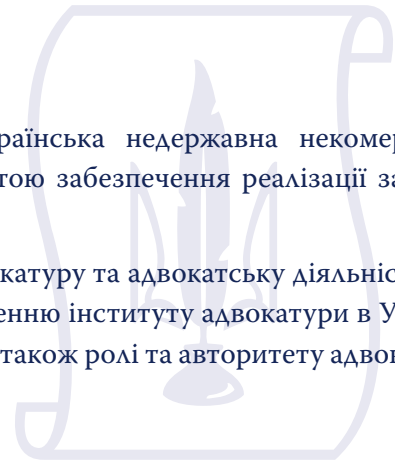 раїнська недержавна некомер
тою забезпечення реалізації за
катуру та адвокатську діяльніс
енню інституту адвокатури в У
також ролі та авторитету адвок